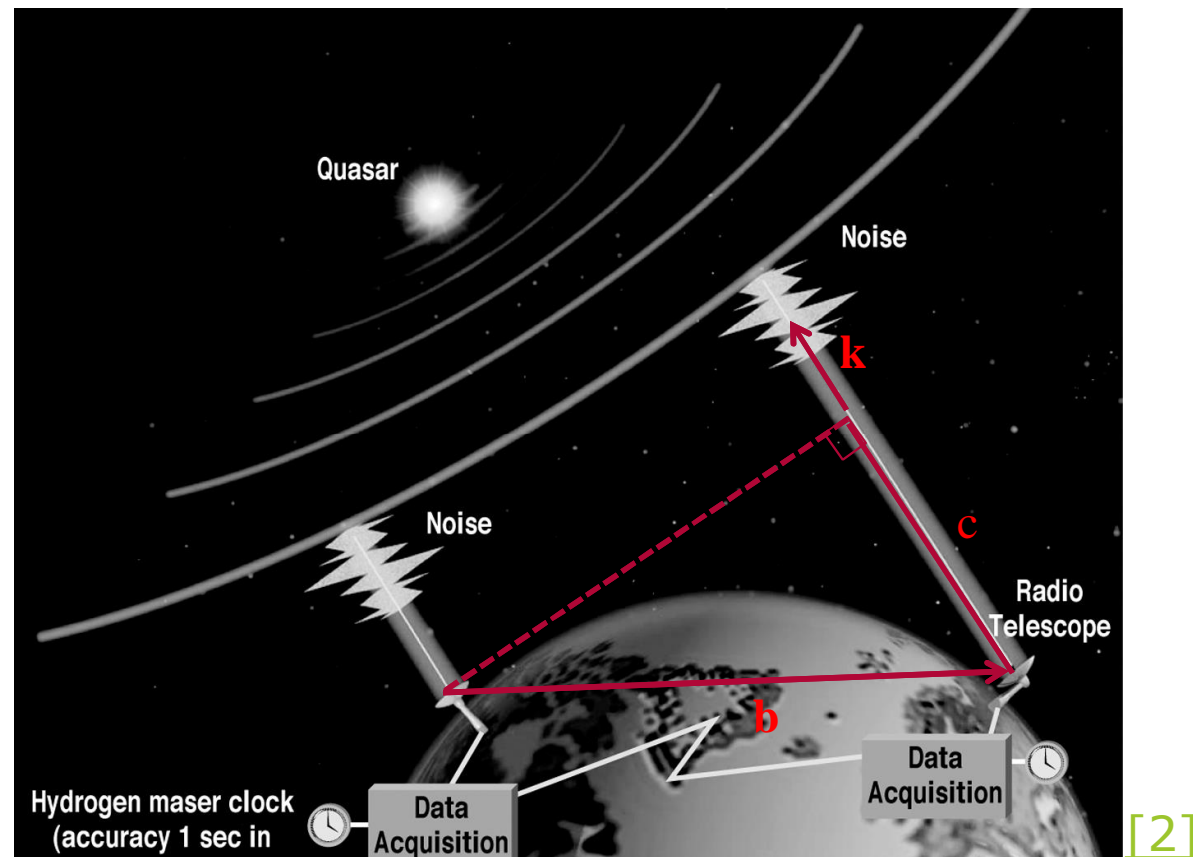 Quasar
Noise
k
Noise
c
Radio
Telescope
b
Data
Acquisition
Hydrogen maser clock
(accuracy 1 sec in
Data
Acquisition
[2]